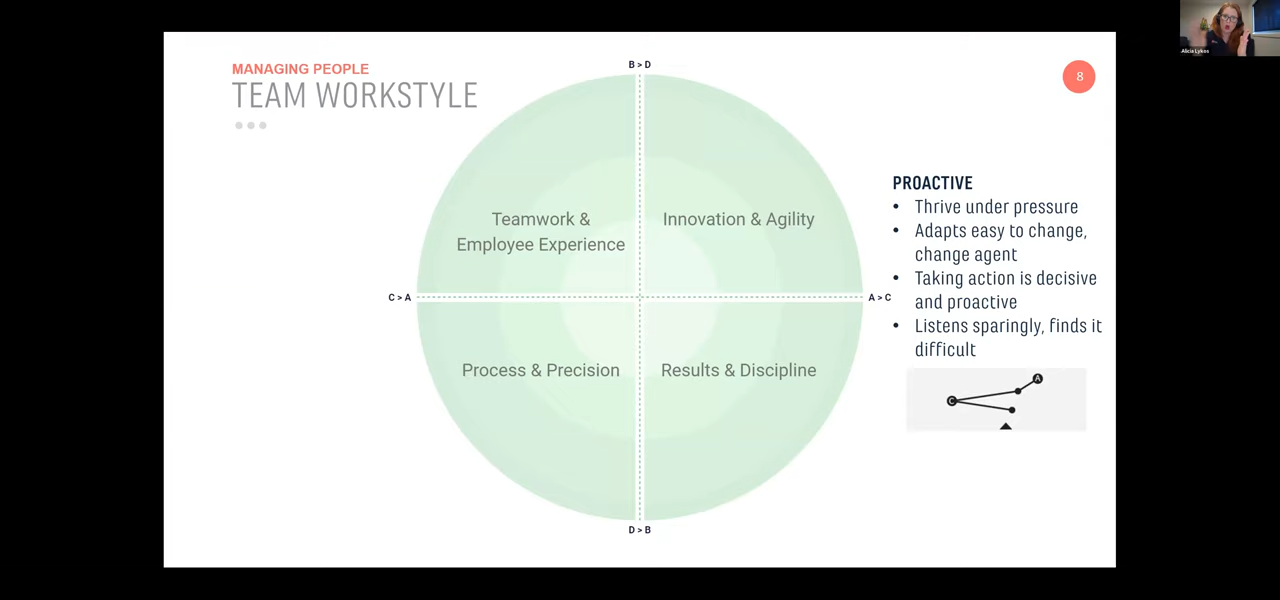 MANAGING PEOPLE
TEAM WORKSTYLE
B > D
8
Alicia Lykos
Teamwork &
Employee Experience
Innovation & Agility
C > A
A > C
Process & Precision
Results & Discipline
D > B
PROACTIVE
• Thrive under pressure
• Adapts easy to change,
change agent
• Taking action is decisive
and proactive
• Listens sparingly, finds it
difficult
A
C